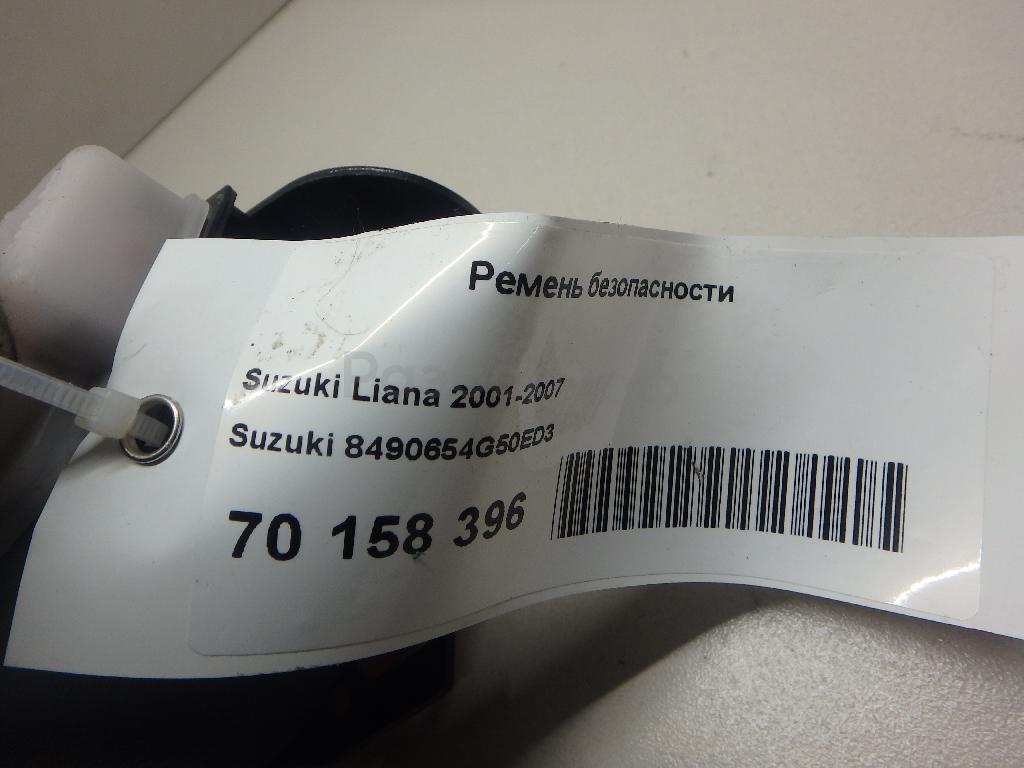 Ремень безопасности
Suzuki Liana 2001-2007
Suzuki 8490654G50ED3
70 158 396